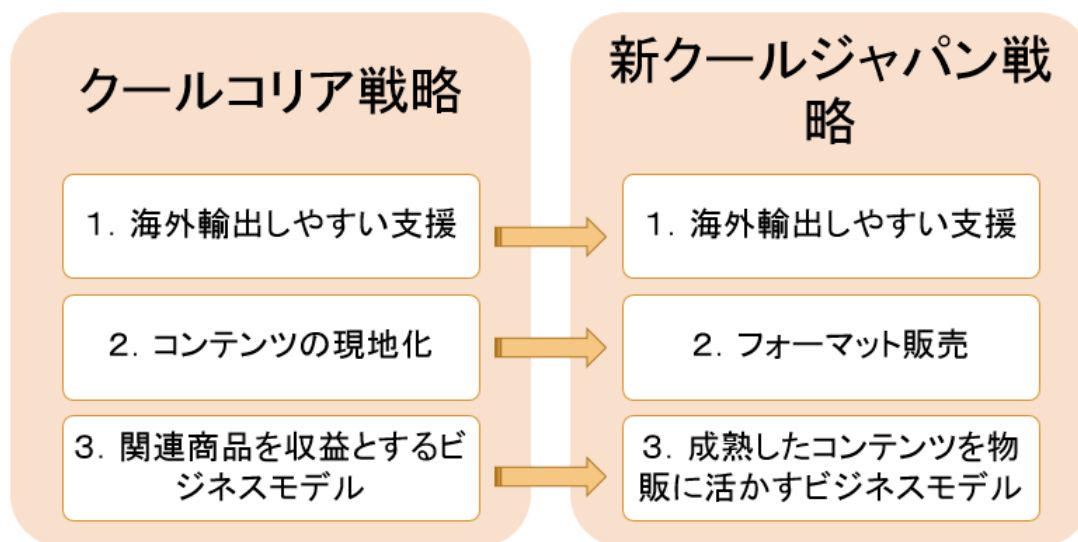 クールコリア戦略
1．海外輸出しやすい支援
2．コンテンツの現地化
3．関連商品を収益とするビ
ジネスモデル
新クールジャパン戦
略
1．海外輸出しやすい支援
2．フォーマット販売
3．成熟したコンテンツを物
販に活かすビジネスモデル